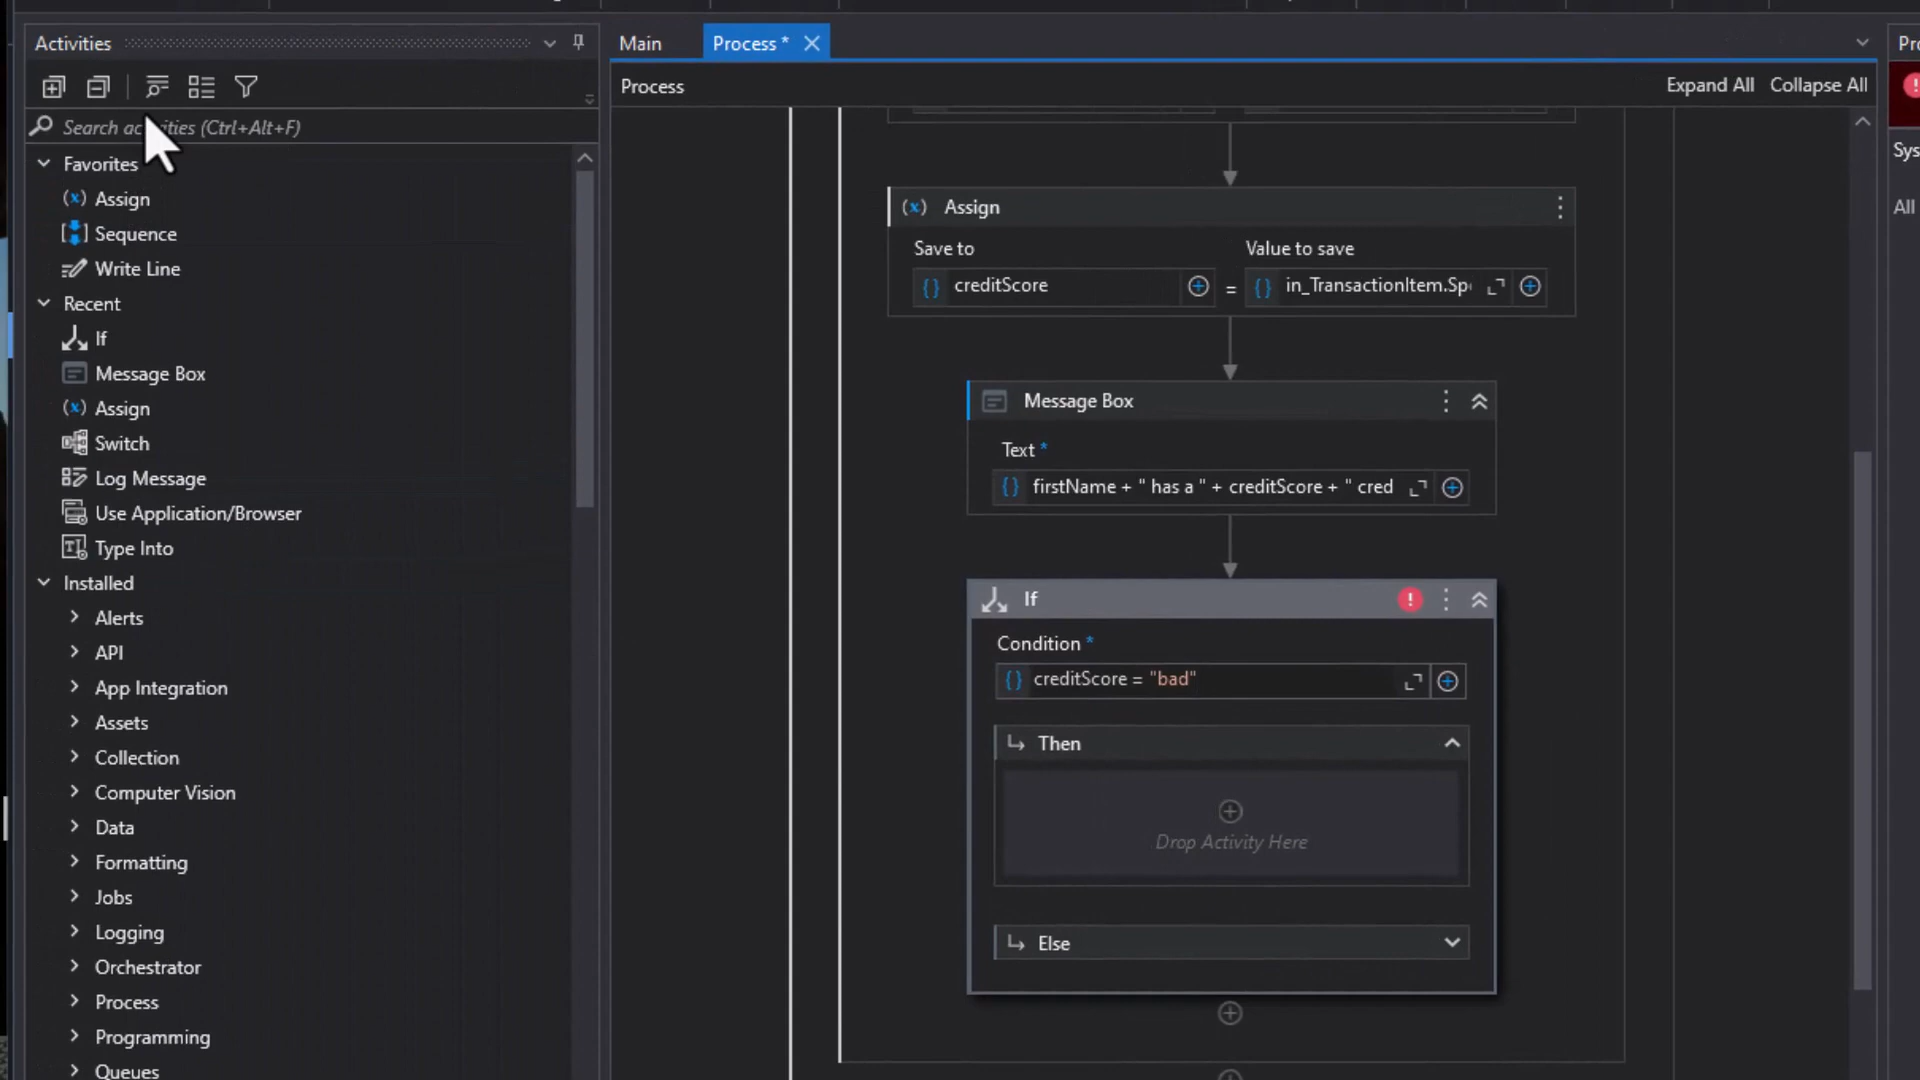 Activities
Search activities (Ctrl+Alt+F)
Favorites
Assign
Sequence
Write Line
Recent
If
Message Box
Assign
Switch
Log Message
Use Application/Browser
Type Into
Installed
Alerts
API
App Integration
Assets
Collection
Computer Vision
Data
Formatting
Jobs
Logging
Orchestrator
Process
Programming
Queues
Main
Process *
Process
Expand All
Collapse All
Assign
Save to
Value to save
creditScore
=
in_TransactionItem.Sp
Message Box
Text *
firstName + " has a " + creditScore + " cred
If
Condition *
creditScore = "bad"
Then
Drop Activity Here
Else
Sys
All